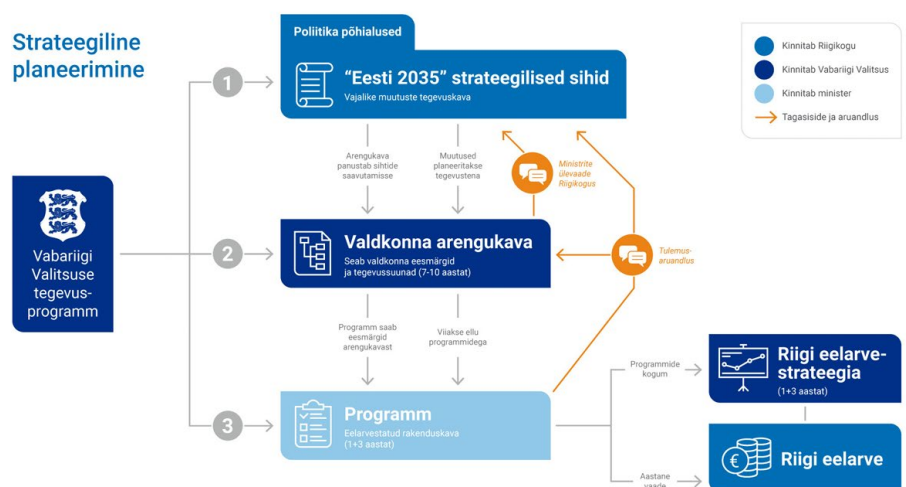 Strateegiline
planeerimine
Poliitika põhialused
"Eesti 2035" strateegilised sihid
Vajalike muutuste tegevuskava
Kinnitab Riigikogu
Kinnitab Vabariigi Valitsus
Kinnitab minister
Tagasiside ja aruandlus
1
Arengukava
panustab sihtide
saavutamisse
Muutused
planeeritakse
tegevustena
Ministrite
ülevaade
Riigikogus
Vabariigi
Valitsuse
tegevus-
programm
2
Valdkonna arengukava
Seab valdkonna eesmärgid
ja tegevussuunad (7-10 aastat)
Tulemus-
aruandlus
Programm saab
eesmärgid
arengukavast
Viiakse ellu
programmidega
3
Programm
Eelarvestatud rakenduskava
(1+3 aastat)
Programmide
kogum
Riigi eelarve-
strateegia
(1+3 aastat)
Aastane
vaade
€
Riigi eelarve